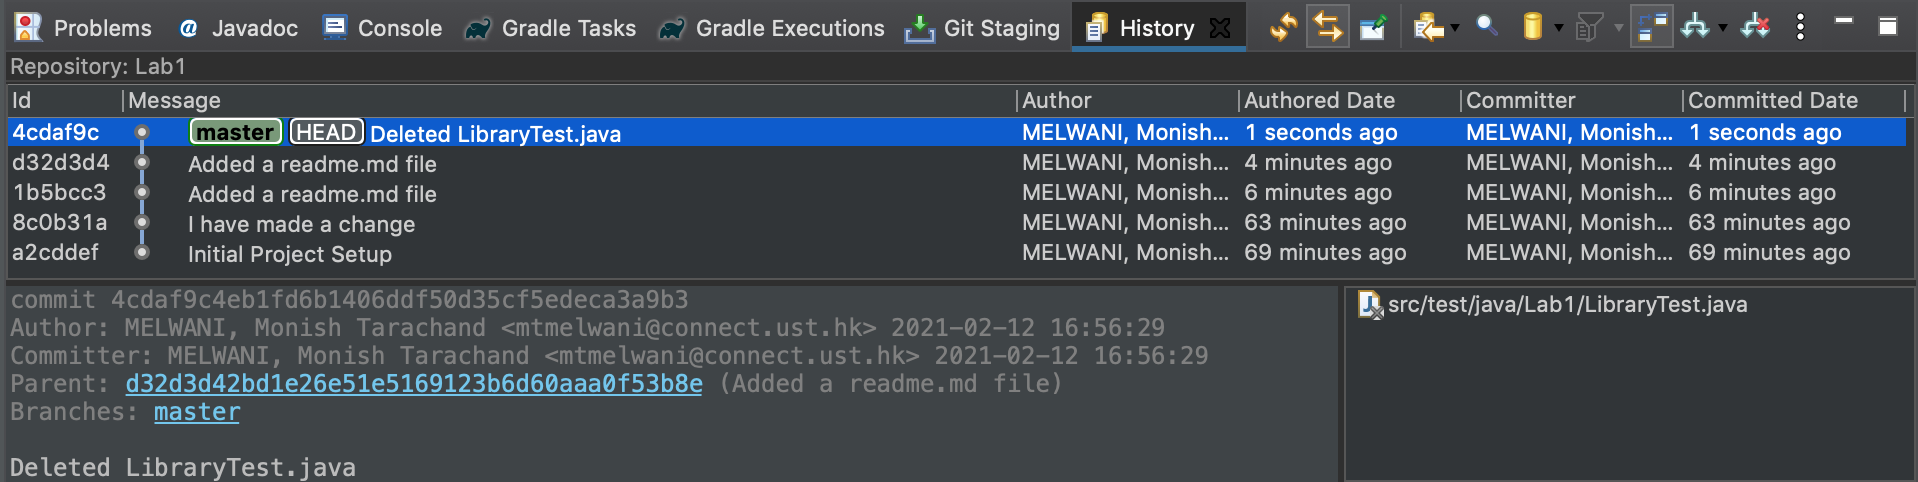 Problems @ Javadoc Console Gradle Tasks Gradle Executions Git Staging History
Repository: Lab1
Id Message Author Authored Date Committer Committed Date
4cdaf9c master HEAD Deleted LibraryTest.java MELWANI, Monish... 1 seconds ago MELWANI, Monish... 1 seconds ago
d32d3d4 Added a readme.md file MELWANI, Monish... 4 minutes ago MELWANI, Monish... 4 minutes ago
1b5bcc3 Added a readme.md file MELWANI, Monish... 6 minutes ago MELWANI, Monish... 6 minutes ago
8c0b31a I have made a change MELWANI, Monish... 63 minutes ago MELWANI, Monish... 63 minutes ago
a2cddef Initial Project Setup MELWANI, Monish... 69 minutes ago MELWANI, Monish... 69 minutes ago
commit 4cdaf9c4eb1fd6b1406ddf50d35cf5edeca3a9b3
Author: MELWANI, Monish Tarachand <mtmelwani@connect.ust.hk> 2021-02-12 16:56:29
Committer: MELWANI, Monish Tarachand <mtmelwani@connect.ust.hk> 2021-02-12 16:56:29
Parent: d32d3d42bd1e26e51e5169123b6d60aaa0f53b8e (Added a readme.md file)
Branches: master
Deleted LibraryTest.java
src/test/java/Lab1/LibraryTest.java